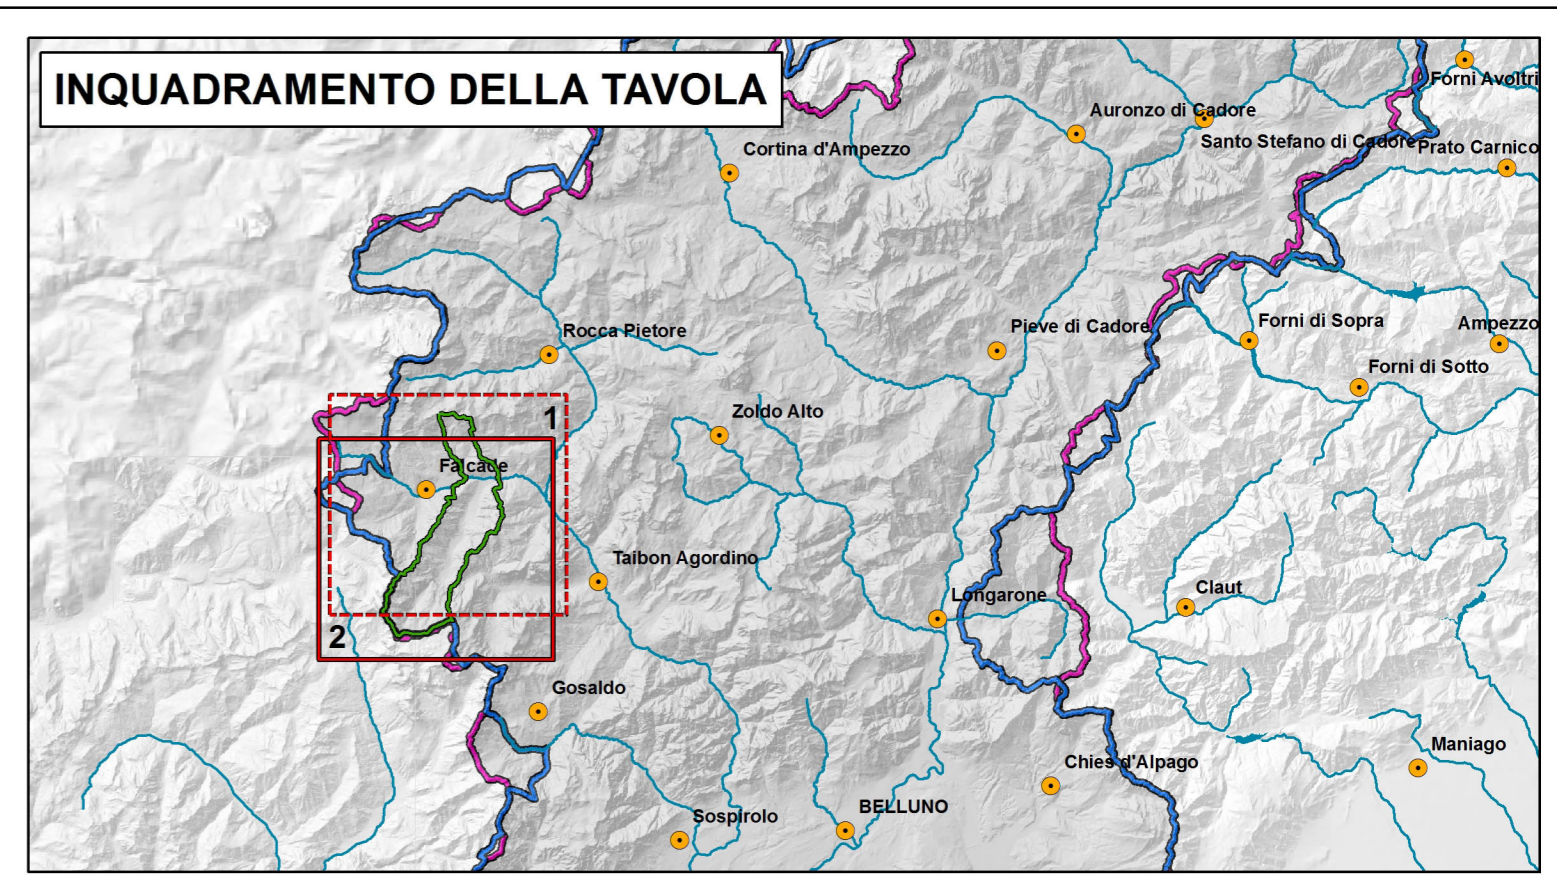 INQUADRAMENTO DELLA TAVOLA
Forni Avoltri
Auronzo di Cadore
Santo Stefano di Cadore
Prato Carnico
Cortina d'Ampezzo
Rocca Pietore
Pieve di Cadore
Forni di Sopra
Ampezzo
Forni di Sotto
1
Zoldo Alto
Falcade
Taibon Agordino
Longarone
Claut
2
Gosaldo
Maniago
Chies d'Alpago
BELLUNO
Sospirolo